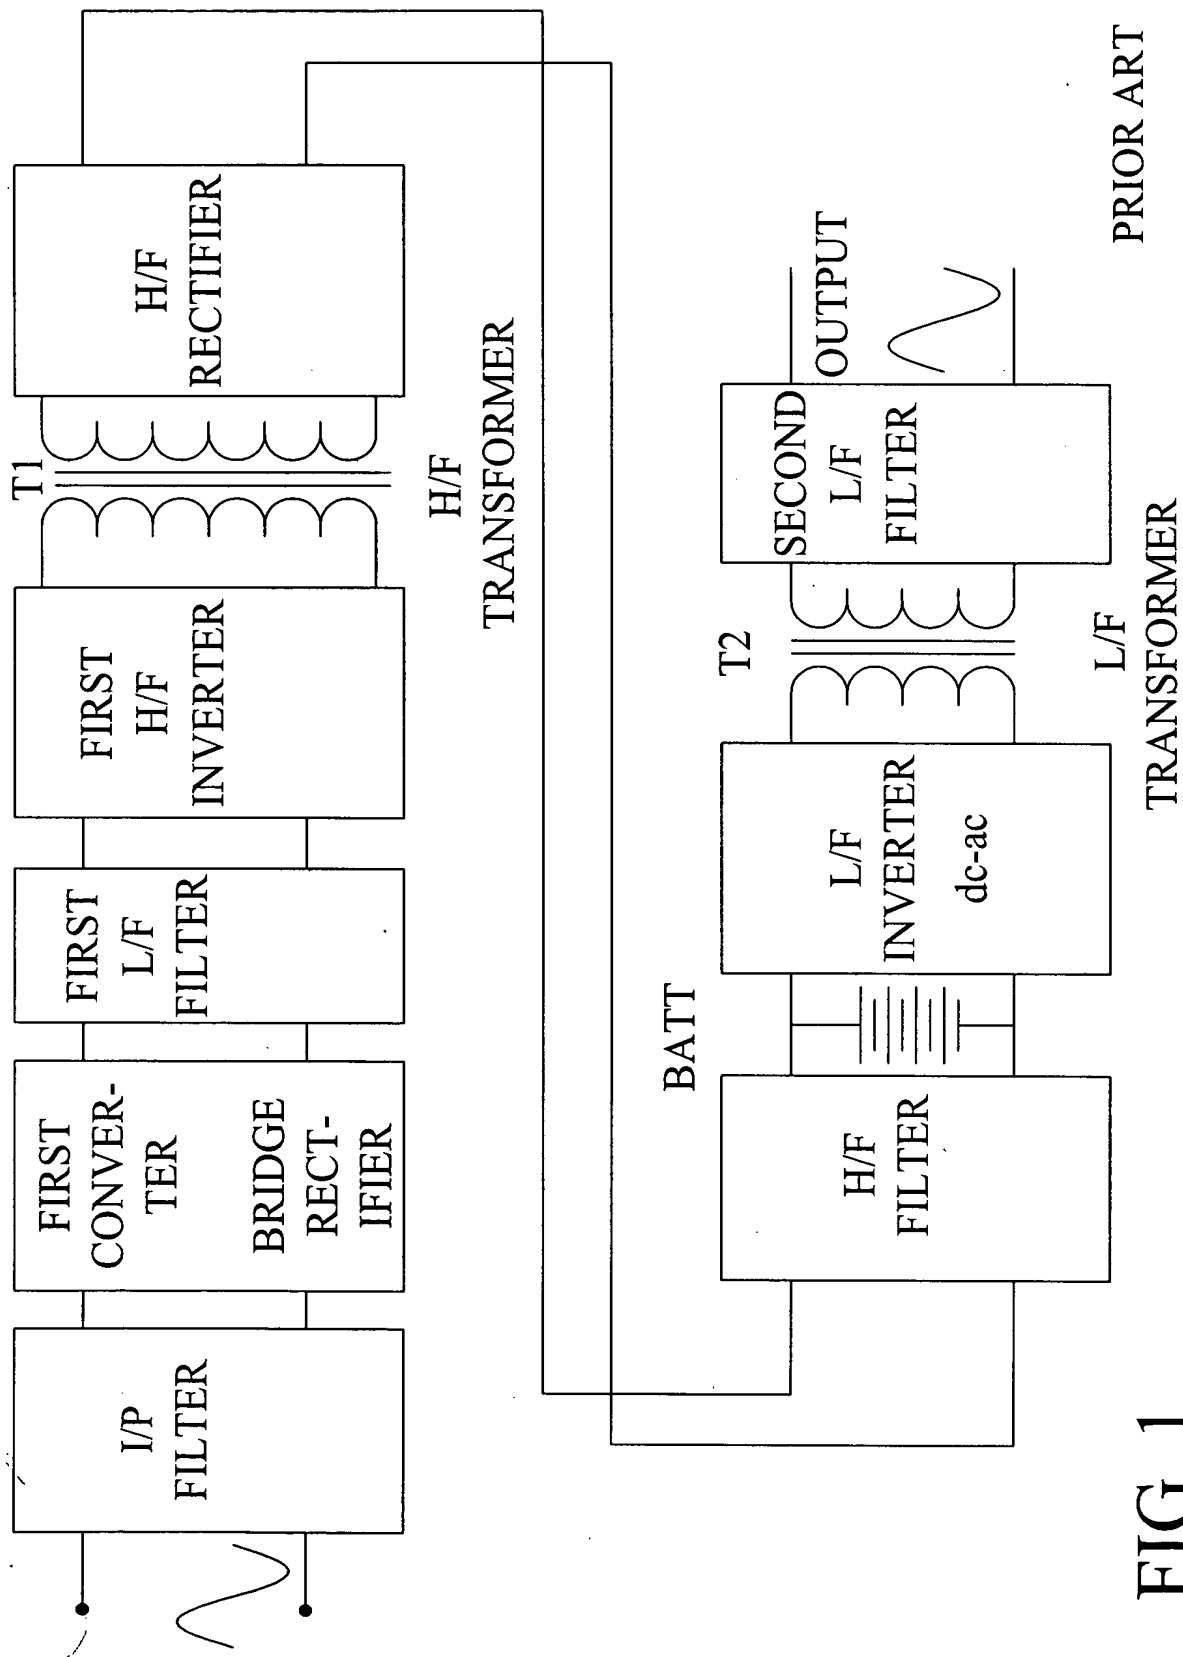 I/P
FILTER
FIRST
CONVER-
TER
BRIDGE
RECT-
IFIER
FIRST
L/F
FILTER
FIRST
H/F
INVERTER
T1
H/F
TRANSFORMER
H/F
RECTIFIER
H/F
FILTER
BATT
L/F
INVERTER
dc-ac
T2
L/F
TRANSFORMER
SECOND
L/F
FILTER
OUTPUT
PRIOR ART
FIG. 1